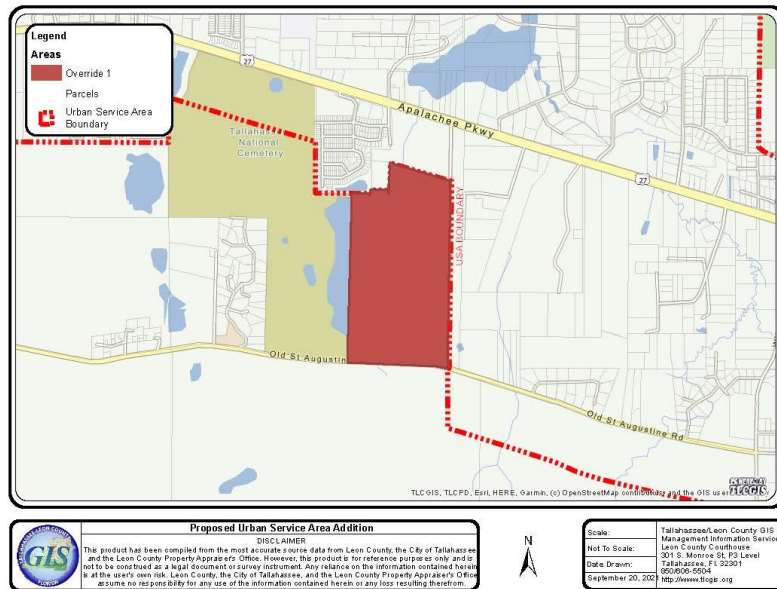 Legend
Areas
Override 1
Parcels
Urban Service Area
Boundary
27
Apalachee Pkwy
Tallahassee
National
Cemetery
27
USA BOUNDARY
Old St Augustine
Old St Augustine Rd
TLCGIS, TLCPD, Esri, HERE, Garmin, (c) OpenStreetMap contributors, and the GIS user
TLCGIS
Proposed Urban Service Area Addition
DISCLAIMER
This product has been compiled from the most accurate source data from Leon County, the City of Tallahassee
and the Leon County Property Appraiser's Office. However, this product is for reference purposes only and is
not to be construed as a legal document or survey instrument. Any reliance on the information contained herein
is at the user's own risk. Leon County, the City of Tallahassee, and the Leon County Property Appraiser's Office
assume no responsibility for any use of the information contained herein or any loss resulting therefrom.
TALLAHASSEE-LEON COUNTY
GIS
FLORIDA
N
Scale:
Not To Scale:
Date Drawn:
September 20, 2021
Tallahassee/Leon County GIS
Management Information Service
Leon County Courthouse
301 S. Monroe St, P3 Level
Tallahassee, Fl. 32301
850/606-5504
http://www.tlcgis.org